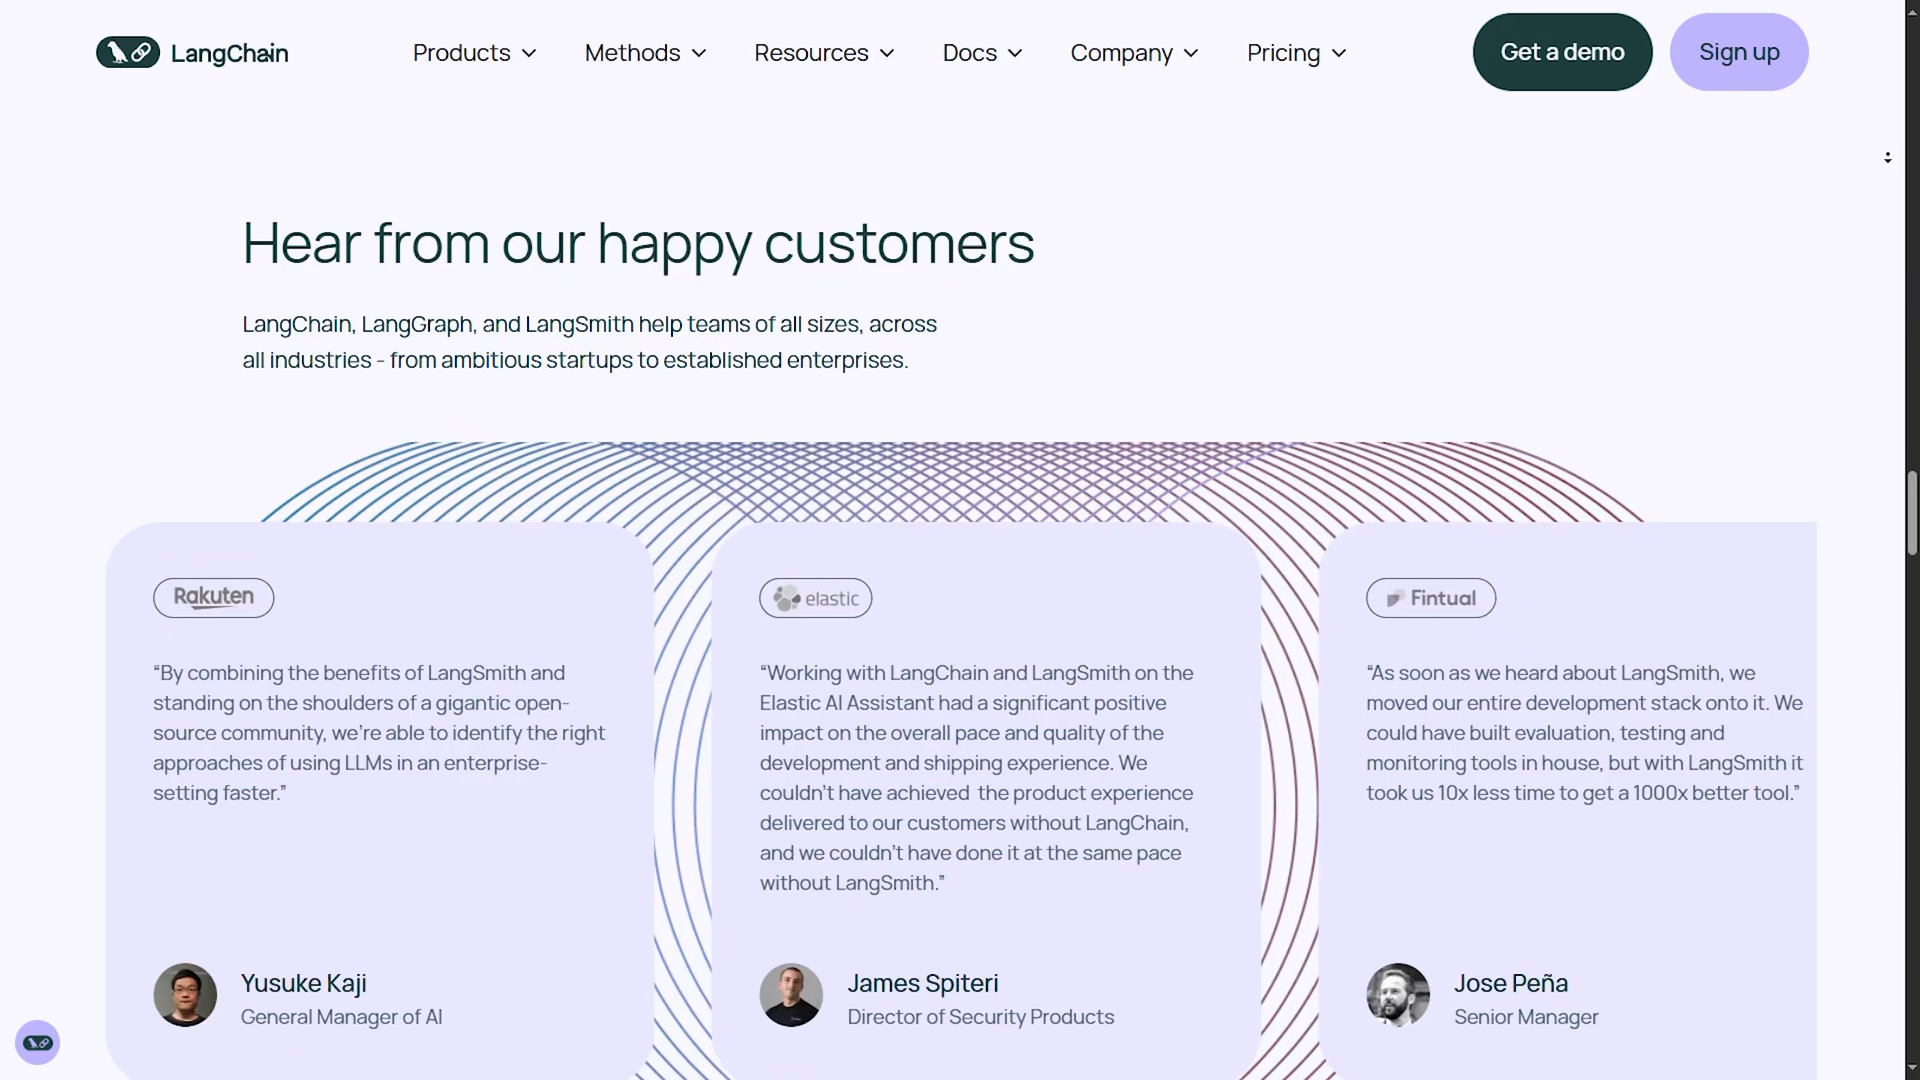 LangChain
Products
Methods
Resources
Docs
Company
Pricing
Get a demo
Sign up
Hear from our happy customers
LangChain, LangGraph, and LangSmith help teams of all sizes, across
all industries - from ambitious startups to established enterprises.
Rakuten
“By combining the benefits of LangSmith and
standing on the shoulders of a gigantic open-
source community, we’re able to identify the right
approaches of using LLMs in an enterprise-
setting faster.”
Yusuke Kaji
General Manager of AI
elastic
“Working with LangChain and LangSmith on the
Elastic AI Assistant had a significant positive
impact on the overall pace and quality of the
development and shipping experience. We
couldn’t have achieved the product experience
delivered to our customers without LangChain,
and we couldn’t have done it at the same pace
without LangSmith.”
James Spiteri
Director of Security Products
Fintual
“As soon as we heard about LangSmith, we
moved our entire development stack onto it. We
could have built evaluation, testing and
monitoring tools in house, but with LangSmith it
took us 10x less time to get a 1000x better tool.”
Jose Peña
Senior Manager